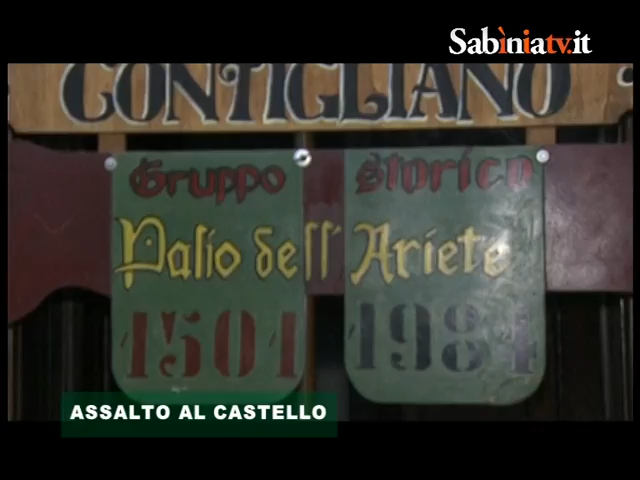 Sabìniatv.it
CONTIGLIANO
Gruppo Storico
Palio dell' Ariete
1501 1984
ASSALTO AL CASTELLO